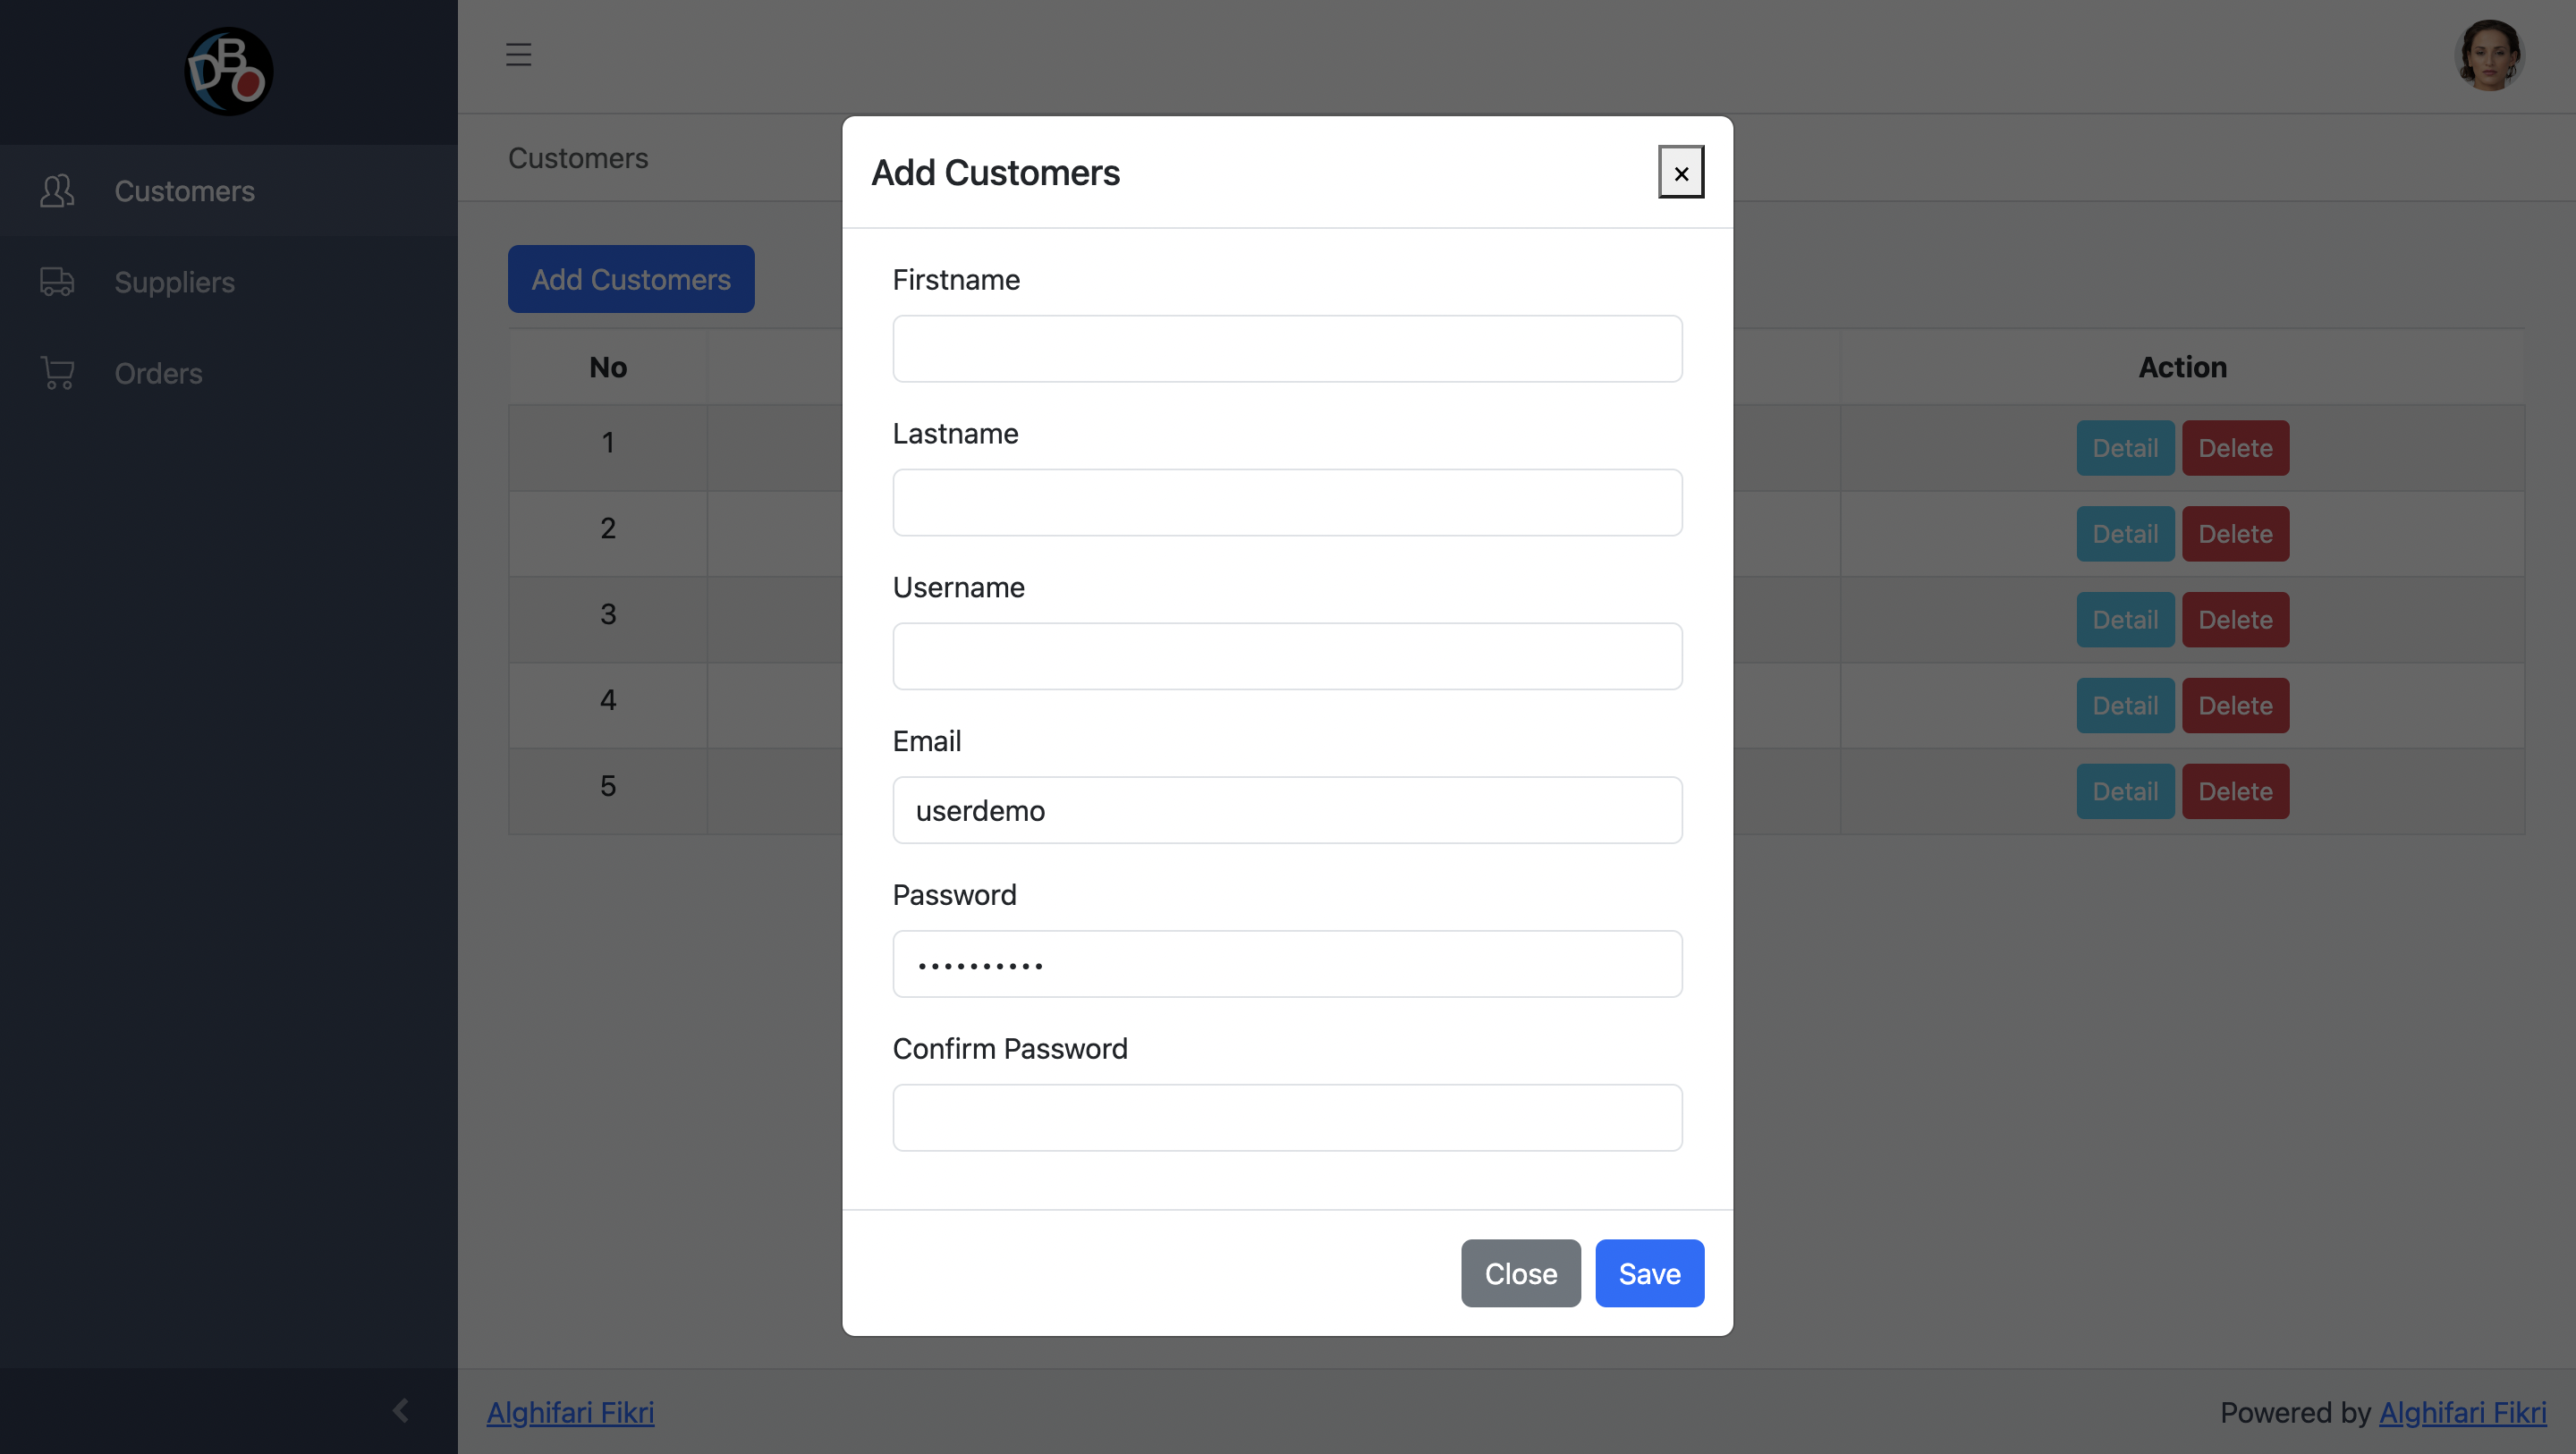 DBO
Customers
Suppliers
Orders
Customers
Add Customers
No
Action
1
Detail Delete
2
Detail Delete
3
Detail Delete
4
Detail Delete
5
Detail Delete
Add Customers
×
Firstname
Lastname
Username
Email
userdemo
Password
••••••••••
Confirm Password
Close Save
Alghifari Fikri
Powered by Alghifari Fikri